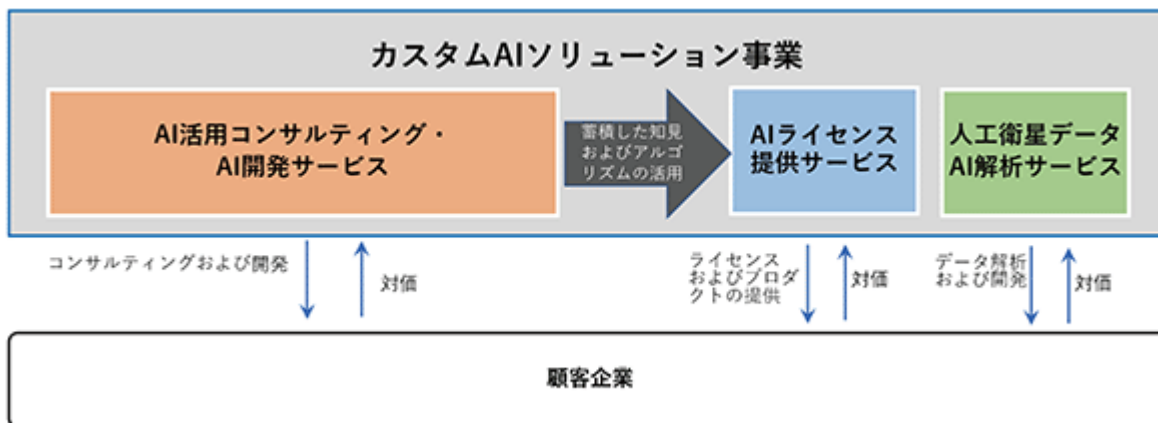 カスタムAIソリューション事業
AI活用コンサルティング・
AI開発サービス
蓄積した知見
およびアルゴ
リズムの活用
AIライセンス
提供サービス
人工衛星データ
AI解析サービス
コンサルティングおよび開発
対価
ライセンス
およびプロダ
クトの提供
対価
データ解析
および開発
対価
顧客企業